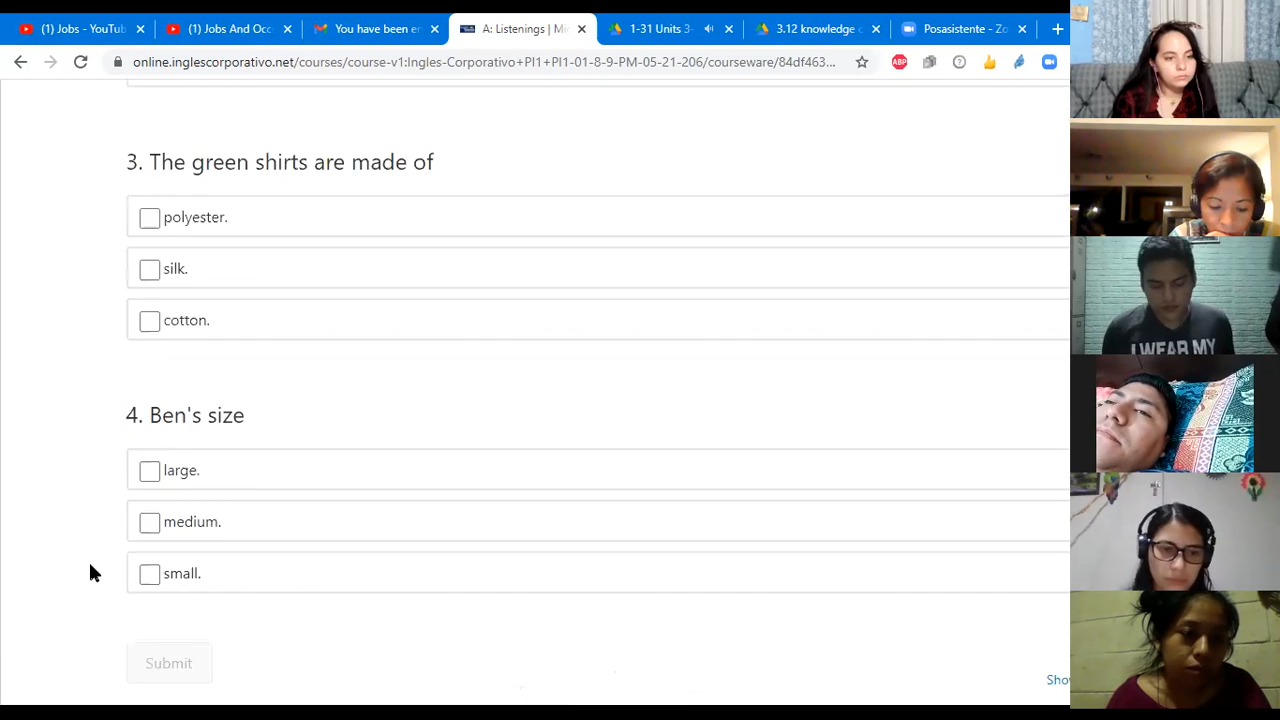 (1) Jobs - YouTub
(1) Jobs And Occ
You have been e
A: Listenings | Mi
1-31 Units 3-
3.12 knowledge
Posasistente - Zo
online.inglescorporativo.net/courses/course-v1:Ingles-Corporativo+PI1+PI1-01-8-9-PM-05-21-206/courseware/84df463...
ABP
3. The green shirts are made of
polyester.
silk.
cotton.
4. Ben's size
large.
medium.
small.
Submit
Sho
I WEAR MY